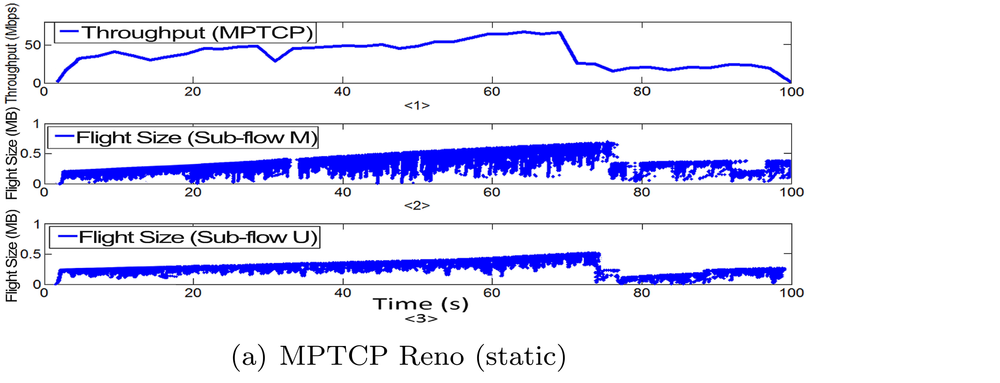 Throughput (Mbps)
Throughput (MPTCP)
50
0
0 20 40 60 80 100
<1>
Flight Size (MB)
Flight Size (Sub-flow M)
1
0.5
0
0 20 40 60 80 100
<2>
Flight Size (MB)
Flight Size (Sub-flow U)
1
0.5
0
0 20 40 60 80 100
Time (s)
<3>
(a) MPTCP Reno (static)